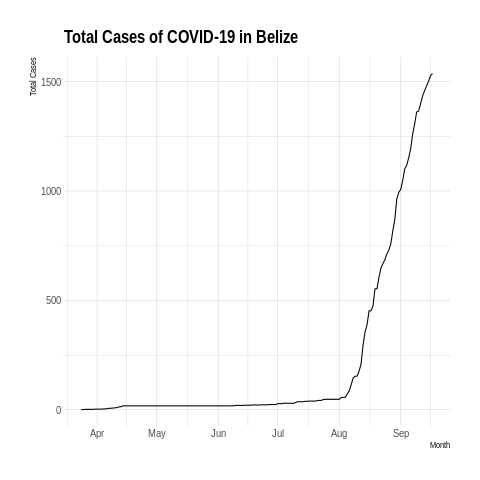 Total Cases of COVID-19 in Belize
Total Cases
1500
1000
500
0
Apr May Jun Jul Aug Sep
Month